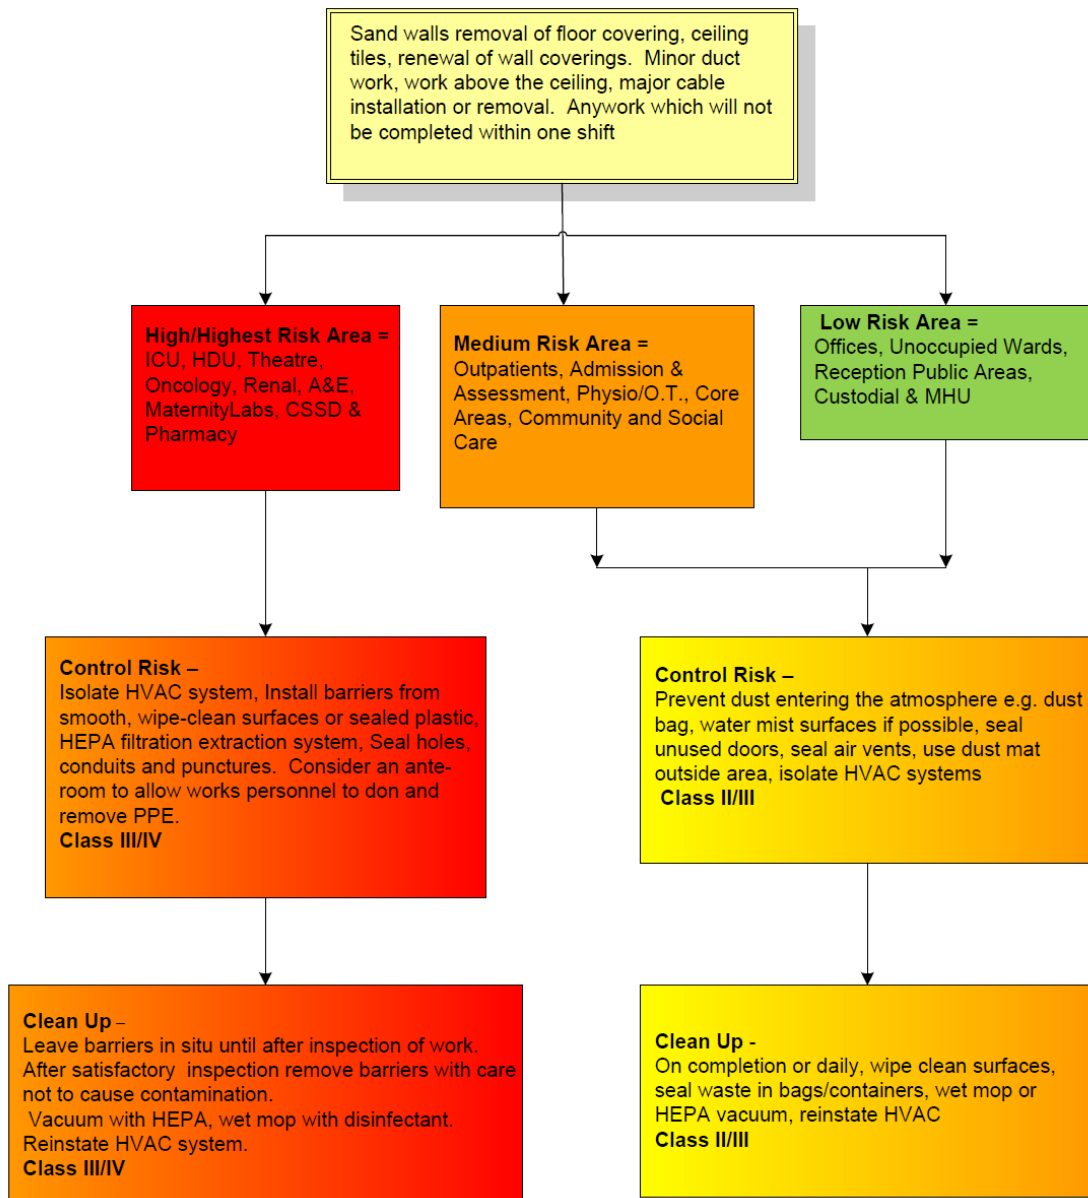 Sand walls removal of floor covering, ceiling
tiles, renewal of wall coverings.  Minor duct
work, work above the ceiling, major cable
installation or removal.  Anywork which will not
be completed within one shift
High/Highest Risk Area =
ICU, HDU, Theatre,
Oncology, Renal, A&E,
MaternityLabs, CSSD &
Pharmacy
Medium Risk Area =
Outpatients, Admission &
Assessment, Physio/O.T., Core
Areas, Community and Social
Care
Low Risk Area =
Offices, Unoccupied Wards,
Reception Public Areas,
Custodial & MHU
Control Risk –
Isolate HVAC system, Install barriers from
smooth, wipe-clean surfaces or sealed plastic,
HEPA filtration extraction system, Seal holes,
conduits and punctures.  Consider an ante-
room to allow works personnel to don and
remove PPE.
Class III/IV
Control Risk –
Prevent dust entering the atmosphere e.g. dust
bag, water mist surfaces if possible, seal
unused doors, seal air vents, use dust mat
outside area, isolate HVAC systems
Class II/III
Clean Up –
Leave barriers in situ until after inspection of work.
After satisfactory  inspection remove barriers with care
not to cause contamination.
Vacuum with HEPA, wet mop with disinfectant.
Reinstate HVAC system.
Class III/IV
Clean Up -
On completion or daily, wipe clean surfaces,
seal waste in bags/containers, wet mop or
HEPA vacuum, reinstate HVAC
Class II/III